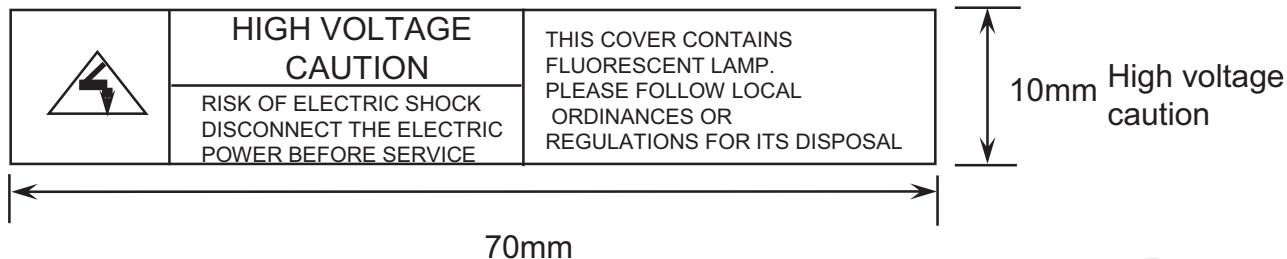 HIGH VOLTAGE
CAUTION
RISK OF ELECTRIC SHOCK
DISCONNECT THE ELECTRIC
POWER BEFORE SERVICE
THIS COVER CONTAINS
FLUORESCENT LAMP.
PLEASE FOLLOW LOCAL
ORDINANCES OR
REGULATIONS FOR ITS DISPOSAL
10mm
High voltage
caution
70mm